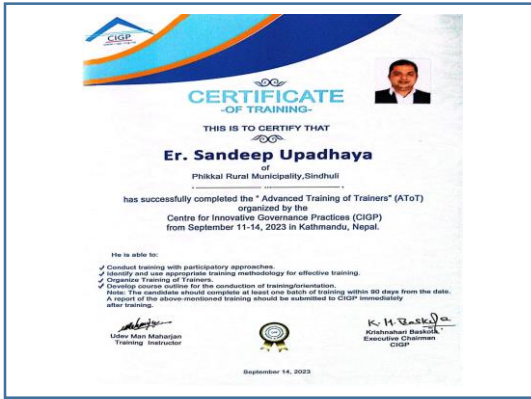 CIGP
CERTIFICATE
-OF TRAINING-
THIS IS TO CERTIFY THAT
Er. Sandeep Upadhaya
of
Phikkal Rural Municipality,Sindhuli
has successfully completed the " Advanced Training of Trainers" (AToT)
organized by the
Centre for Innovative Governance Practices (CIGP)
from September 11-14, 2023 in Kathmandu, Nepal.
He is able to:
✓ Conduct training with participatory approaches.
✓ Identify and use appropriate training methodology for effective training.
✓ Organize Training of Trainers.
✓ Develop course outline for the conduction of training/orientation.
Note: The candidate should complete at least one batch of training within 90 days from the date.
A report of the above-mentioned training should be submitted to CIGP immediately
after training.
K. H. Baskota
Udev Man Maharjan
Training Instructor
Krishnahari Baskota
Executive Chairman
CIGP
September 14, 2023